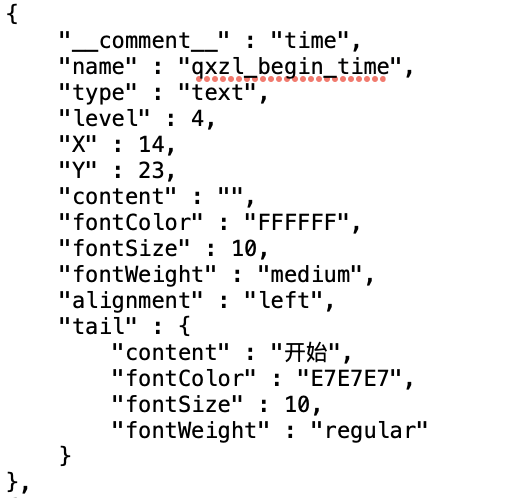 {
    "__comment__" : "time",
    "name" : "qxzl_begin_time",
    "type" : "text",
    "level" : 4,
    "X" : 14,
    "Y" : 23,
    "content" : "",
    "fontColor" : "FFFFFF",
    "fontSize" : 10,
    "fontWeight" : "medium",
    "alignment" : "left",
    "tail" : {
        "content" : "开始",
        "fontColor" : "E7E7E7",
        "fontSize" : 10,
        "fontWeight" : "regular"
    }
},